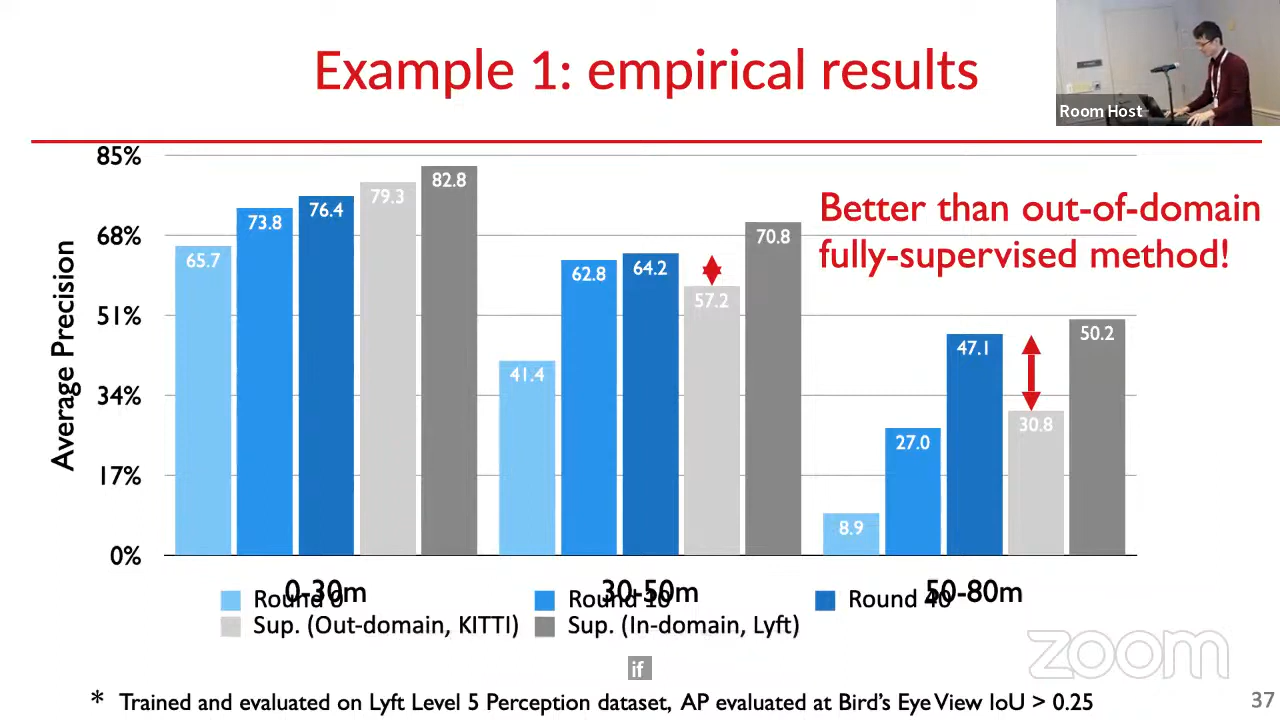 Example 1: empirical results
Room Host
Average Precision
85%
68%
51%
34%
17%
0%
65.7
73.8
76.4
79.3
82.8
41.4
62.8
64.2
57.2
70.8
8.9
27.0
47.1
30.8
50.2
Better than out-of-domain
fully-supervised method!
0-30m
30-50m
50-80m
Round 0
Round 10
Round 40
Sup. (Out-domain, KITTI)
Sup. (In-domain, Lyft)
zoom
if
* Trained and evaluated on Lyft Level 5 Perception dataset, AP evaluated at Bird's Eye View IoU > 0.25
37